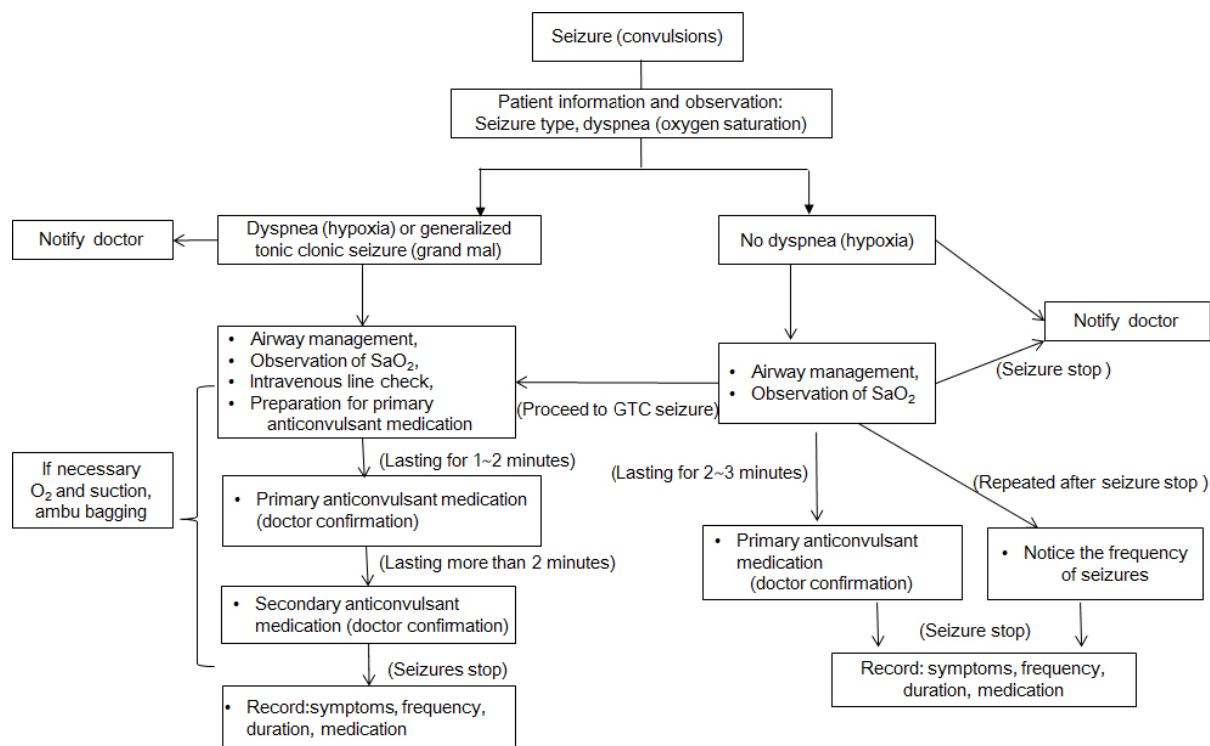 Seizure (convulsions)
Patient information and observation:
Seizure type, dyspnea (oxygen saturation)
Notify doctor
Dyspnea (hypoxia) or generalized
tonic clonic seizure (grand mal)
No dyspnea (hypoxia)
Notify doctor
• Airway management,
• Observation of SaO₂,
• Intravenous line check,
• Preparation for primary
anticonvulsant medication
(Proceed to GTC seizure)
• Airway management,
• Observation of SaO₂
(Seizure stop )
If necessary
O₂ and suction,
ambu bagging
(Lasting for 1~2 minutes)
• Primary anticonvulsant medication
(doctor confirmation)
(Lasting more than 2 minutes)
• Secondary anticonvulsant
medication (doctor confirmation)
(Seizures stop)
• Record:symptoms, frequency,
duration, medication
(Lasting for 2~3 minutes)
(Repeated after seizure stop )
• Primary anticonvulsant
medication
(doctor confirmation)
• Notice the frequency
of seizures
(Seizure stop)
Record: symptoms, frequency,
duration, medication